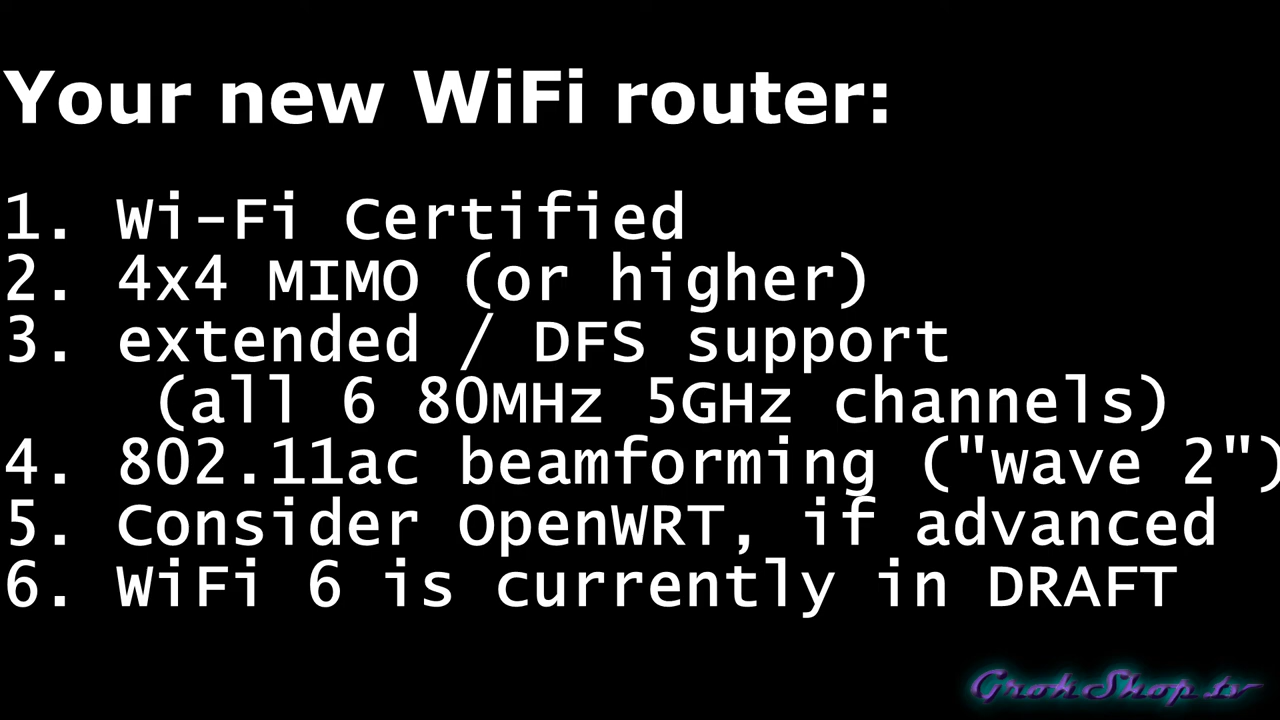 Your new WiFi router:
1. Wi-Fi Certified
2. 4x4 MIMO (or higher)
3. extended / DFS support
(all 6 80MHz 5GHz channels)
4. 802.11ac beamforming ("wave 2")
5. Consider OpenWRT, if advanced
6. WiFi 6 is currently in DRAFT
GrokShop.tv